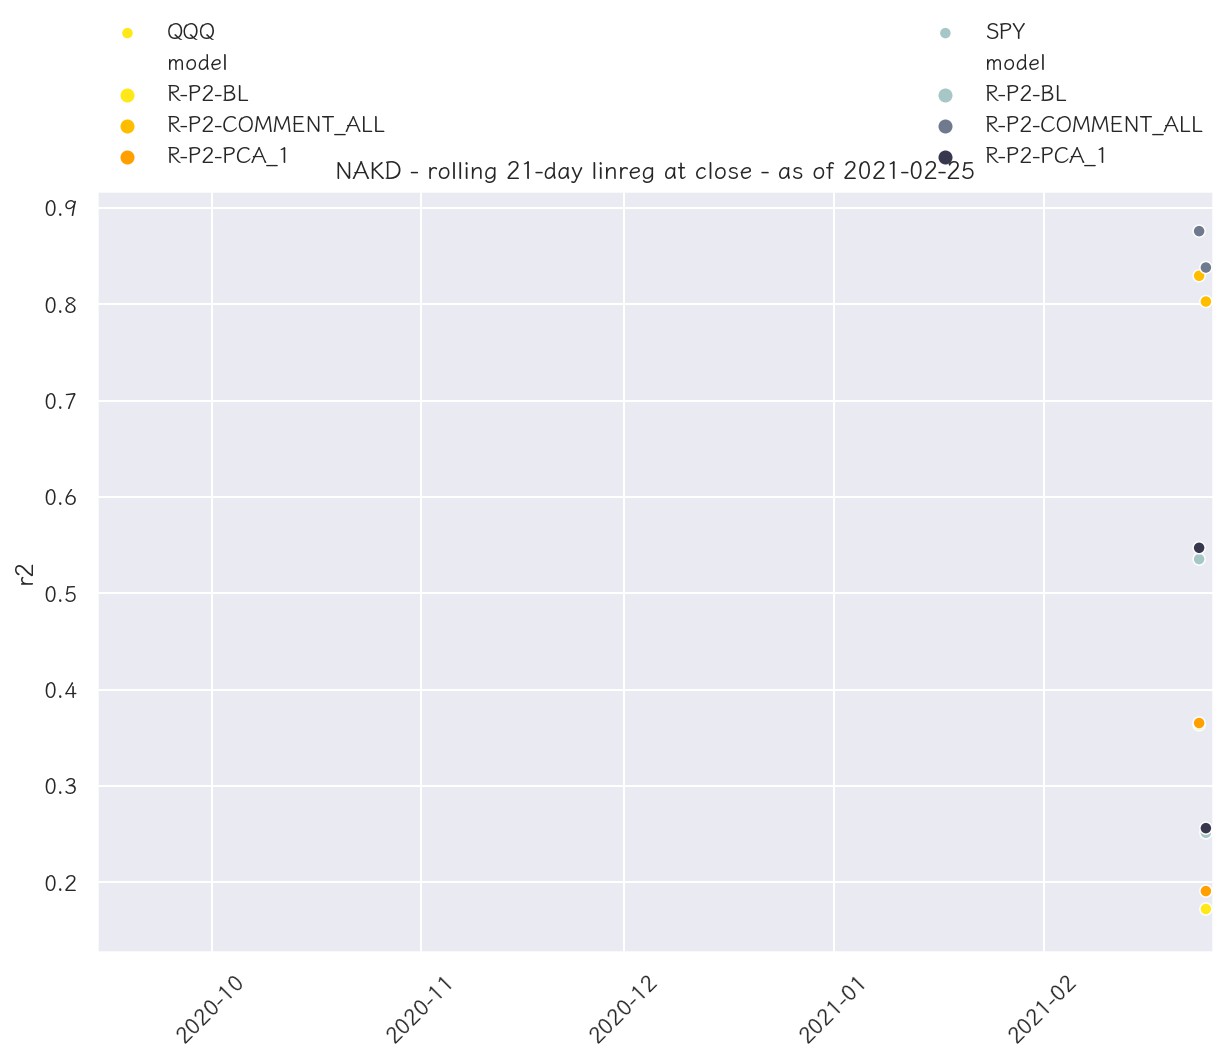 QQQ
model
R-P2-BL
R-P2-COMMENT_ALL
R-P2-PCA_1
SPY
model
R-P2-BL
R-P2-COMMENT_ALL
R-P2-PCA_1
NAKD - rolling 21-day linreg at close - as of 2021-02-25
0.9
0.8
0.7
0.6
0.5
0.4
0.3
0.2
r2
2020-10
2020-11
2020-12
2021-01
2021-02